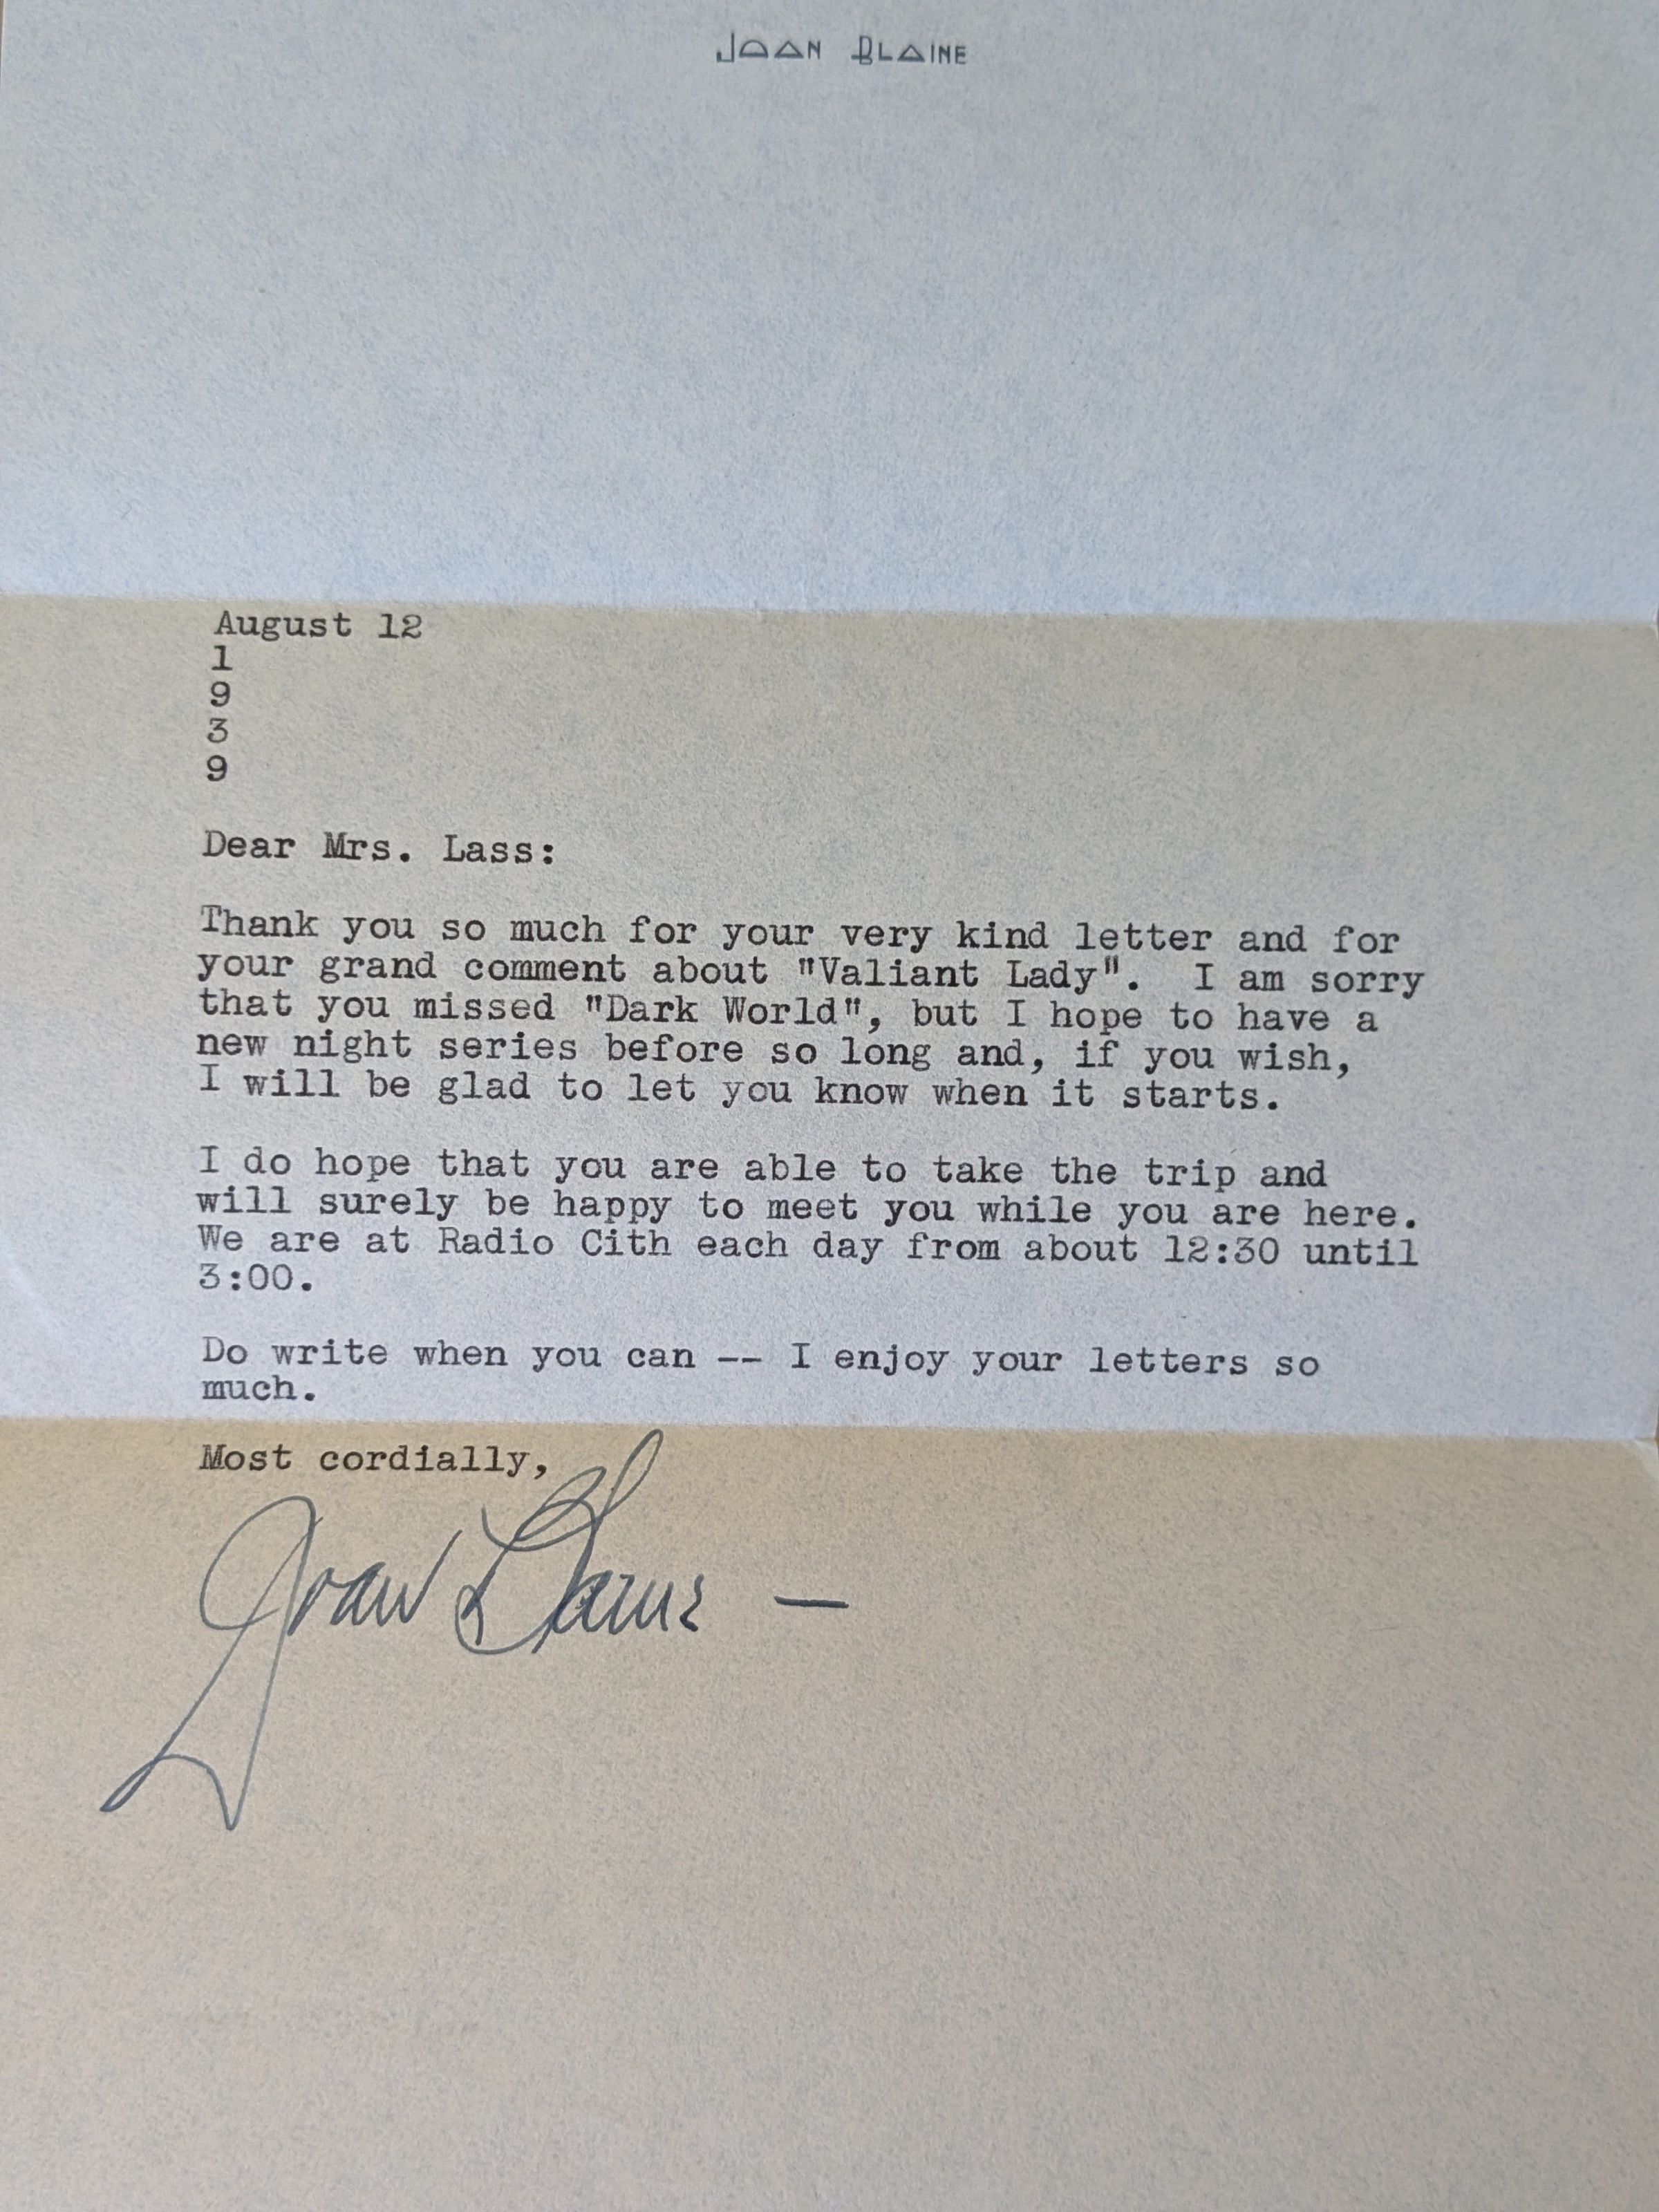 JOAN BLAINE
August 12
1
9
3
9
Dear Mrs. Lass:
Thank you so much for your very kind letter and for
your grand comment about "Valiant Lady".  I am sorry
that you missed "Dark World", but I hope to have a
new night series before so long and, if you wish,
I will be glad to let you know when it starts.
I do hope that you are able to take the trip and
will surely be happy to meet you while you are here.
We are at Radio Cith each day from about 12:30 until
3:00.
Do write when you can -- I enjoy your letters so
much.
Most cordially,
Joan Blaine —